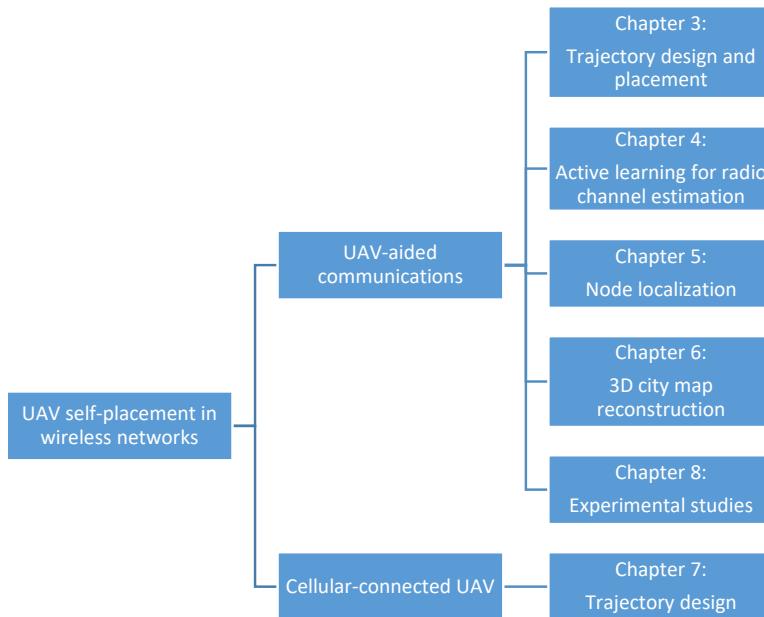 Chapter 3:
Trajectory design and
placement
Chapter 4:
Active learning for radio
channel estimation
UAV-aided
communications
Chapter 5:
Node localization
Chapter 6:
3D city map
reconstruction
UAV self-placement in
wireless networks
Chapter 8:
Experimental studies
Cellular-connected UAV
Chapter 7:
Trajectory design